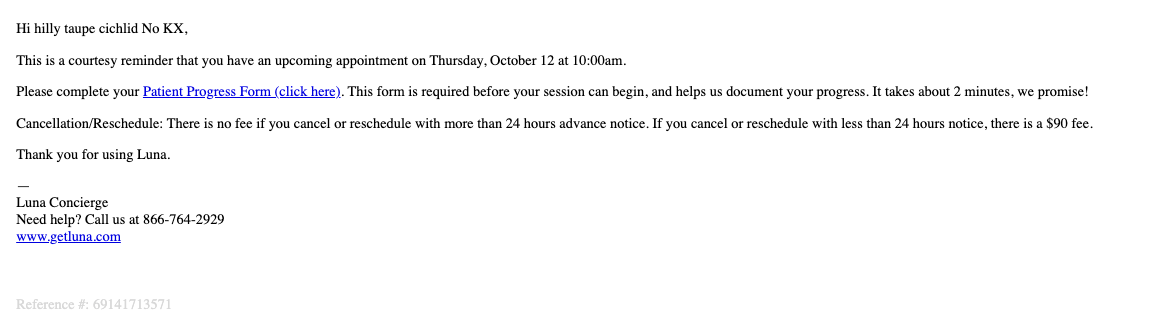 Hi hilly taupe cichlid No KX,
This is a courtesy reminder that you have an upcoming appointment on Thursday, October 12 at 10:00am.
Please complete your Patient Progress Form (click here). This form is required before your session can begin, and helps us document your progress. It takes about 2 minutes, we promise!
Cancellation/Reschedule: There is no fee if you cancel or reschedule with more than 24 hours advance notice. If you cancel or reschedule with less than 24 hours notice, there is a $90 fee.
Thank you for using Luna.
—
Luna Concierge
Need help? Call us at 866-764-2929
www.getluna.com
Reference #: 69141713571